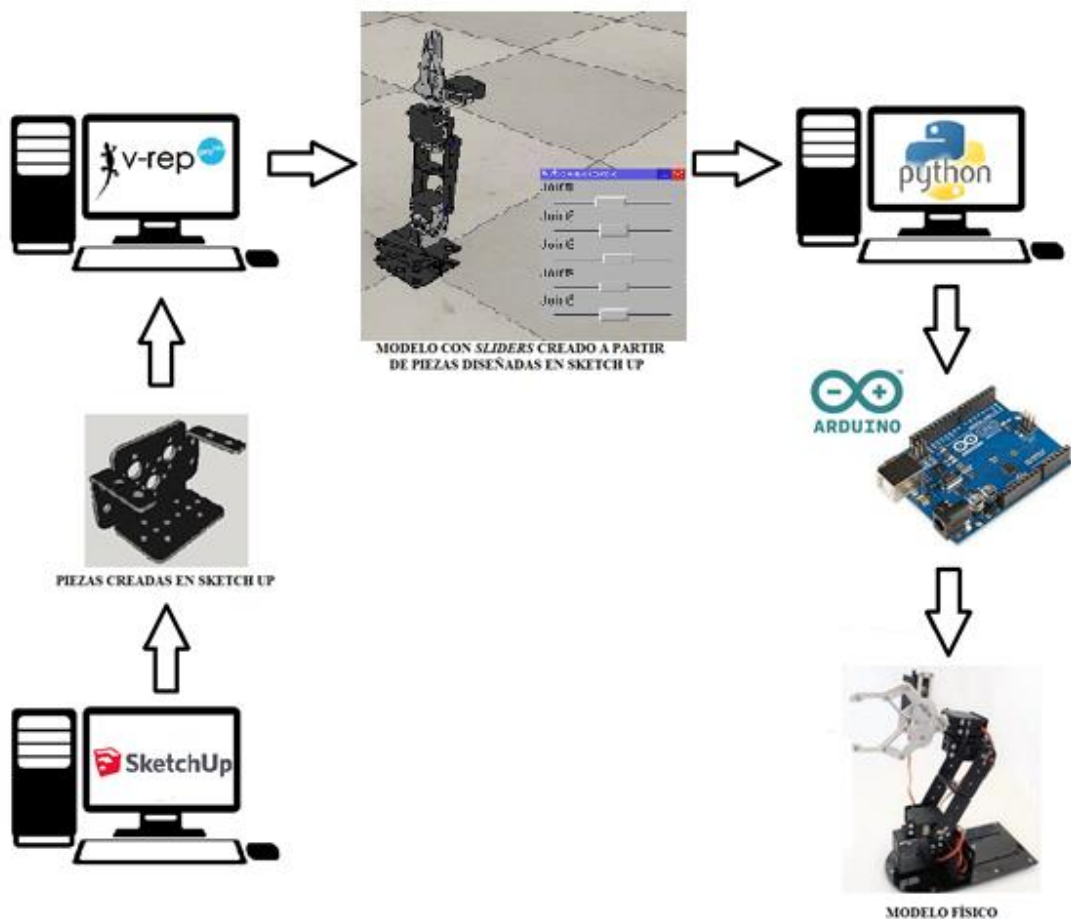 v-rep
python
MODELO CON SLIDERS CREADO A PARTIR
DE PIEZAS DISEÑADAS EN SKETCH UP
ARDUINO
PIEZAS CREADAS EN SKETCH UP
SketchUp
MODELO FÍSICO